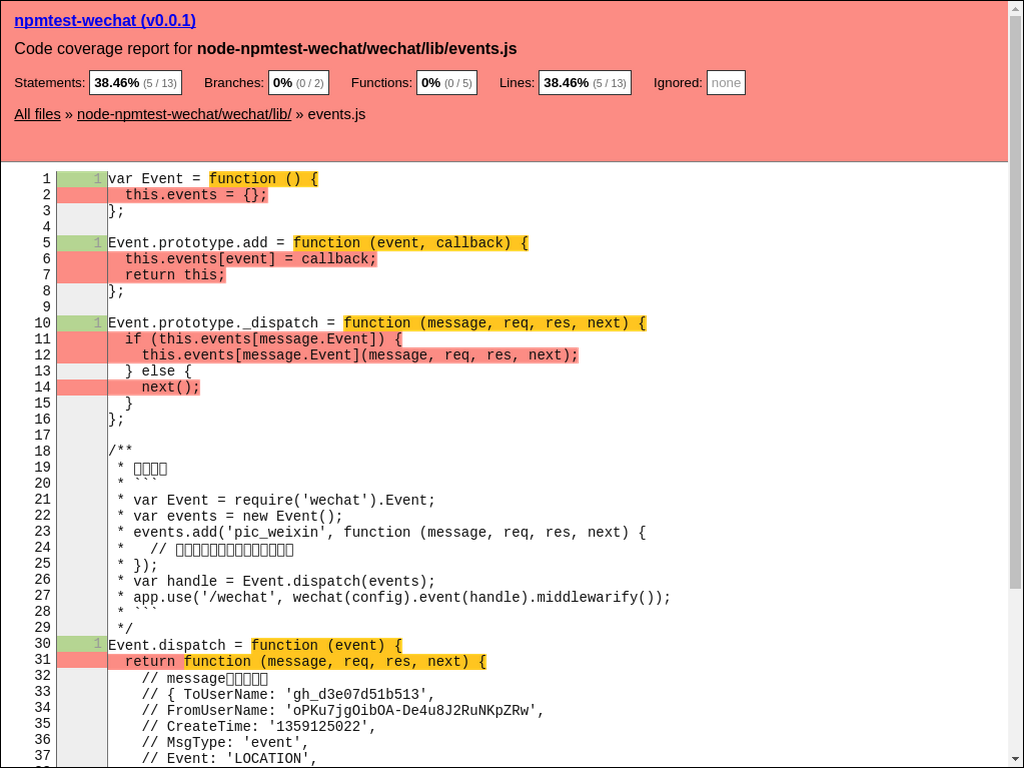 npmtest-wechat (v0.0.1)
Code coverage report for node-npmtest-wechat/wechat/lib/events.js
Statements: 38.46% (5 / 13) Branches: 0% (0 / 2) Functions: 0% (0 / 5) Lines: 38.46% (5 / 13) Ignored: none
All files » node-npmtest-wechat/wechat/lib/ » events.js
1 1 var Event = function () {
2 this.events = {};
3 };
4
5 1 Event.prototype.add = function (event, callback) {
6 this.events[event] = callback;
7 return this;
8 };
9
10 1 Event.prototype._dispatch = function (message, req, res, next) {
11 if (this.events[message.Event]) {
12 this.events[message.Event](message, req, res, next);
13 } else {
14 next();
15 }
16 };
17
18 /**
19 *
20 * ```
21 * var Event = require('wechat').Event;
22 * var events = new Event();
23 * events.add('pic_weixin', function (message, req, res, next) {
24 * //
25 * });
26 * var handle = Event.dispatch(events);
27 * app.use('/wechat', wechat(config).event(handle).middlewarify());
28 * ```
29 */
30 1 Event.dispatch = function (event) {
31 return function (message, req, res, next) {
32 // message
33 // { ToUserName: 'gh_d3e07d51b513',
34 // FromUserName: 'oPKu7jgOibOA-De4u8J2RuNKpZRw',
35 // CreateTime: '1359125022',
36 // MsgType: 'event',
37 // Event: 'LOCATION',